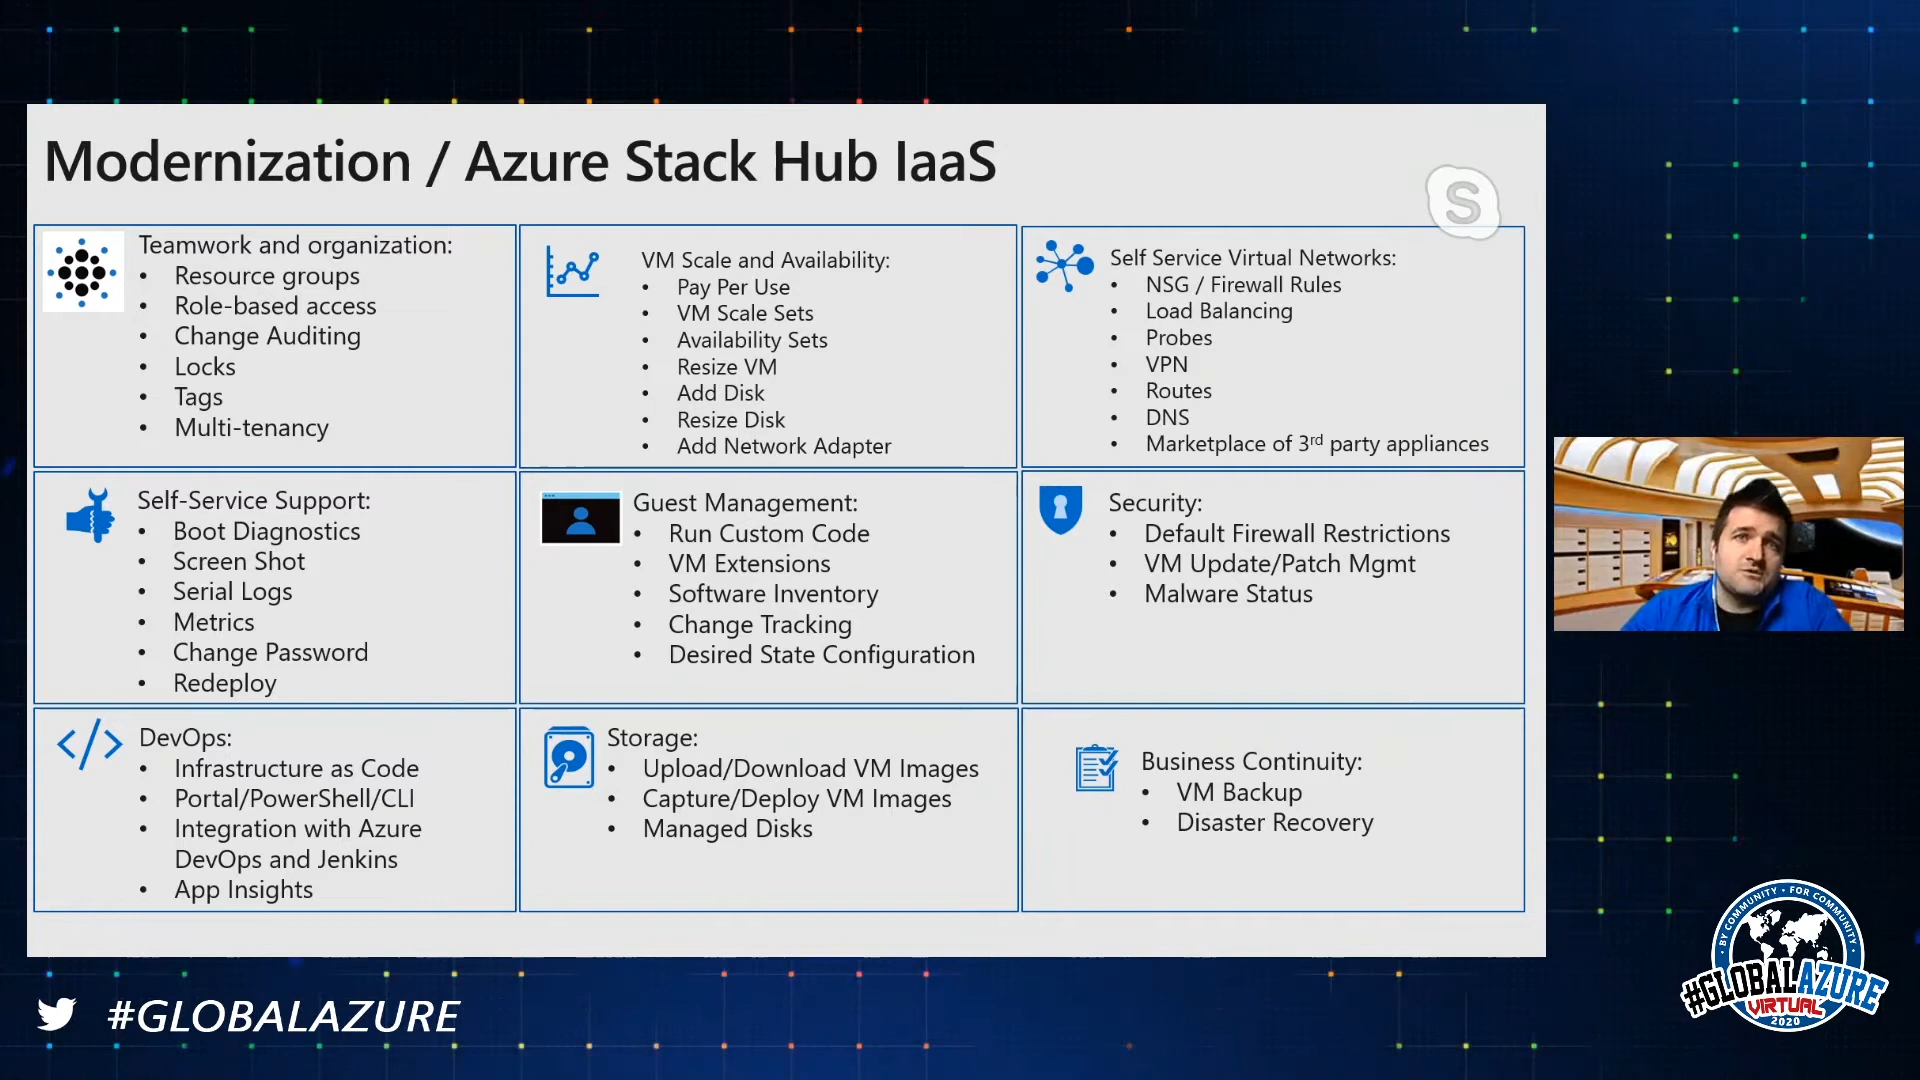 Modernization / Azure Stack Hub IaaS
S
Teamwork and organization:
• Resource groups
• Role-based access
• Change Auditing
• Locks
• Tags
• Multi-tenancy
VM Scale and Availability:
• Pay Per Use
• VM Scale Sets
• Availability Sets
• Resize VM
• Add Disk
• Resize Disk
• Add Network Adapter
Self Service Virtual Networks:
• NSG / Firewall Rules
• Load Balancing
• Probes
• VPN
• Routes
• DNS
• Marketplace of 3rd party appliances
Self-Service Support:
• Boot Diagnostics
• Screen Shot
• Serial Logs
• Metrics
• Change Password
• Redeploy
Guest Management:
• Run Custom Code
• VM Extensions
• Software Inventory
• Change Tracking
• Desired State Configuration
Security:
• Default Firewall Restrictions
• VM Update/Patch Mgmt
• Malware Status
</> DevOps:
• Infrastructure as Code
• Portal/PowerShell/CLI
• Integration with Azure
DevOps and Jenkins
• App Insights
Storage:
• Upload/Download VM Images
• Capture/Deploy VM Images
• Managed Disks
Business Continuity:
• VM Backup
• Disaster Recovery
#GLOBALAZURE
BY COMMUNITY • FOR COMMUNITY
#GLOBALAZURE
VIRTUAL
2020